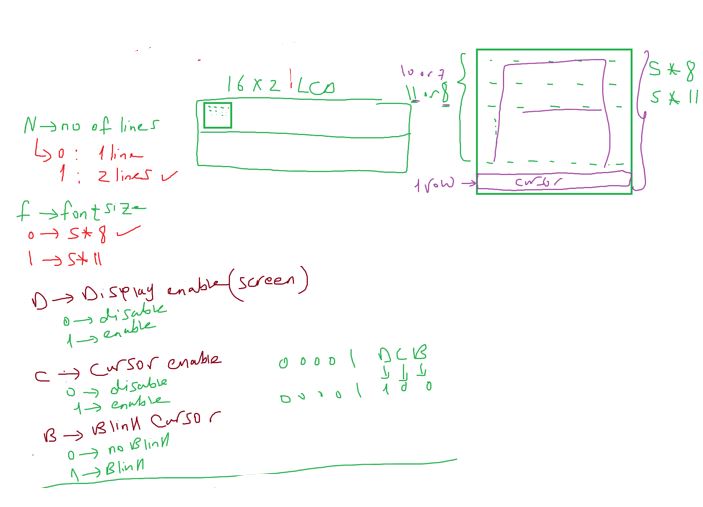 16 x 2 LCD
10 or 7
11 or 8
5 * 8
5 * 11
1 row → cursor
N → no of lines
↳ 0 : 1 line
1 : 2 lines ✓
f → font size
0 → 5*8 ✓
1 → 5*11
D → Display enable (screen)
0 → disable
1 → enable
C → Cursor enable
0 → disable
1 → enable
0 0 0 0 1 D C B
0 0 0 0 1 1 0 0
B → Blink Cursor
0 → no Blink
1 → Blink